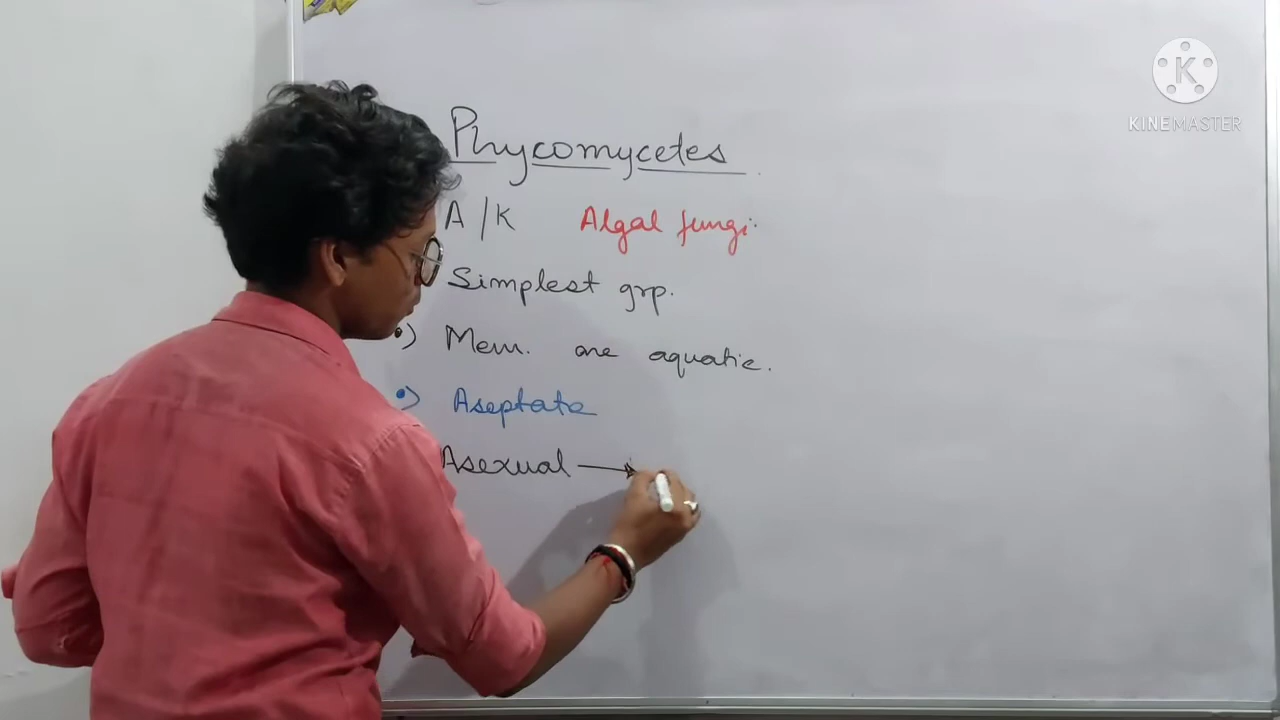 Phycomycetes
A/K Algal fungi
Simplest grp.
•) Mem. are aquatic.
•) Aseptate
Asexual →
K
KINEMASTER